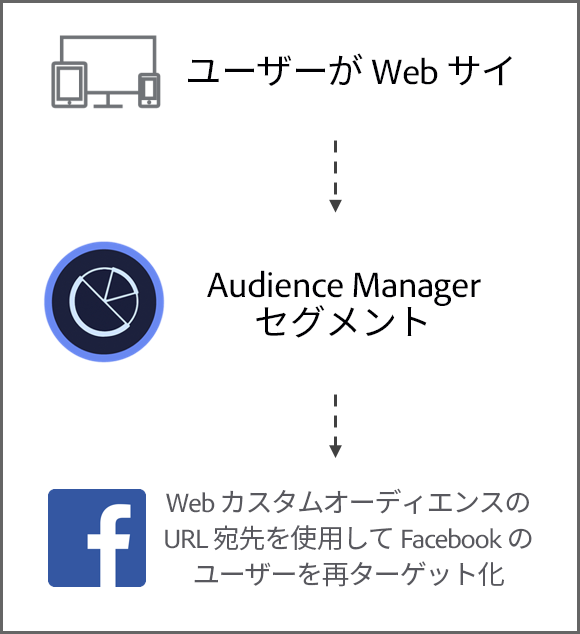 ユーザーが Web サイ
Audience Manager
セグメント
Web カスタムオーディエンスの
URL 宛先を使用して Facebook の
ユーザーを再ターゲット化